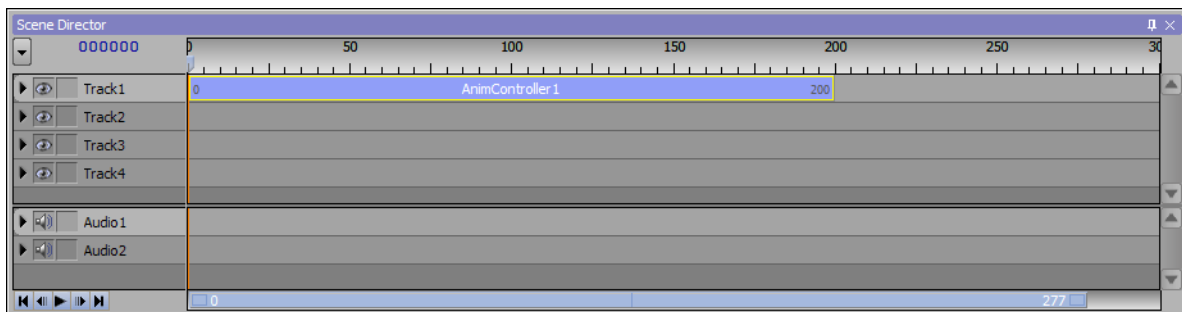 Scene Director
000000 0 50 100 150 200 250 30
Track1 0 AnimController1 200
Track2
Track3
Track4
Audio1
Audio2
0 277